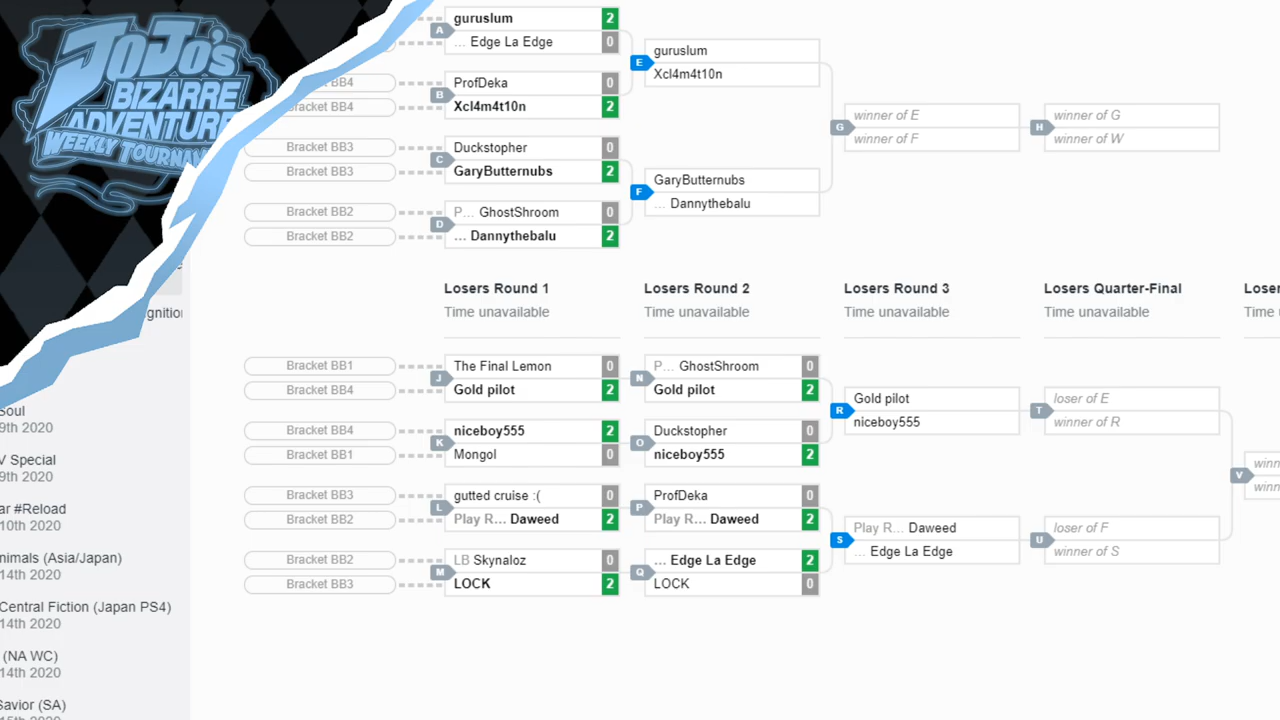 JoJo's
BIZARRE
ADVENTURE
WEEKLY TOURNA
A
guruslum 2
... Edge La Edge 0
BB4
Bracket BB4
B
ProfDeka 0
Xcl4m4t10n 2
Bracket BB3
Bracket BB3
C
Duckstopher 0
GaryButternubs 2
Bracket BB2
Bracket BB2
D
P... GhostShroom 0
... Dannythebalu 2
E
guruslum
Xcl4m4t10n
F
GaryButternubs
... Dannythebalu
G
winner of E
winner of F
H
winner of G
winner of W
Losers Round 1
Time unavailable
Losers Round 2
Time unavailable
Losers Round 3
Time unavailable
Losers Quarter-Final
Time unavailable
Loser
Time u
Bracket BB1
Bracket BB4
J
The Final Lemon 0
Gold pilot 2
Bracket BB4
Bracket BB1
K
niceboy555 2
Mongol 0
Bracket BB3
Bracket BB2
L
gutted cruise :( 0
Play R... Daweed 2
Bracket BB2
Bracket BB3
M
LB Skynaloz 0
LOCK 2
N
P... GhostShroom 0
Gold pilot 2
O
Duckstopher 0
niceboy555 2
P
ProfDeka 0
Play R... Daweed 2
Q
... Edge La Edge 2
LOCK 0
R
Gold pilot
niceboy555
S
Play R... Daweed
... Edge La Edge
T
loser of E
winner of R
U
loser of F
winner of S
V
winn
winn
gnition
Soul
9th 2020
V Special
9th 2020
ar #Reload
10th 2020
nimals (Asia/Japan)
14th 2020
Central Fiction (Japan PS4)
19th 2020
(NA WC)
14th 2020
Savior (SA)
15th 2020